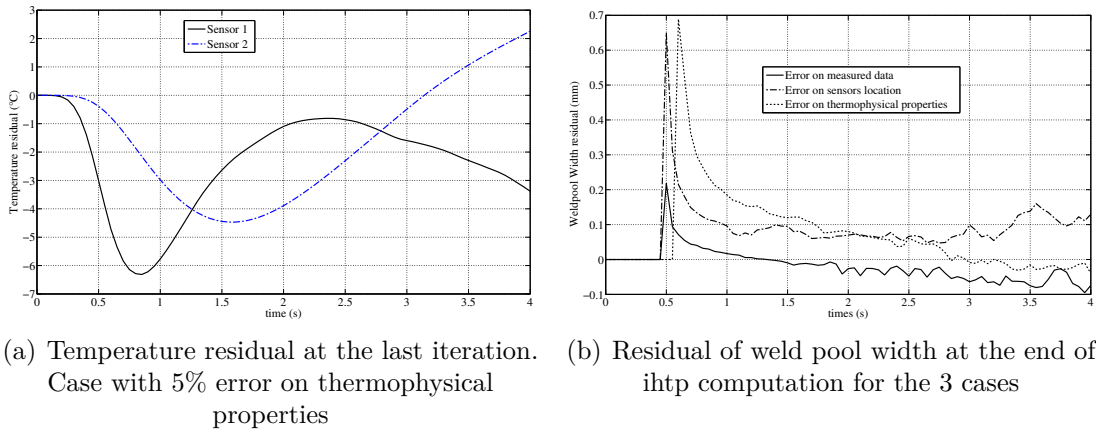 3
2
1
0
−1
−2
−3
−4
−5
−6
−7
Temperature residual (°C)
Sensor 1
Sensor 2
0 0.5 1 1.5 2 2.5 3 3.5 4
time (s)
0.7
0.6
0.5
0.4
0.3
0.2
0.1
0
−0.1
Weldpool Width residual (mm)
Error on measured data
Error on sensors location
Error on thermophysical properties
0 0.5 1 1.5 2 2.5 3 3.5 4
times (s)
(a) Temperature residual at the last iteration.
Case with 5% error on thermophysical
properties
(b) Residual of weld pool width at the end of
ihtp computation for the 3 cases